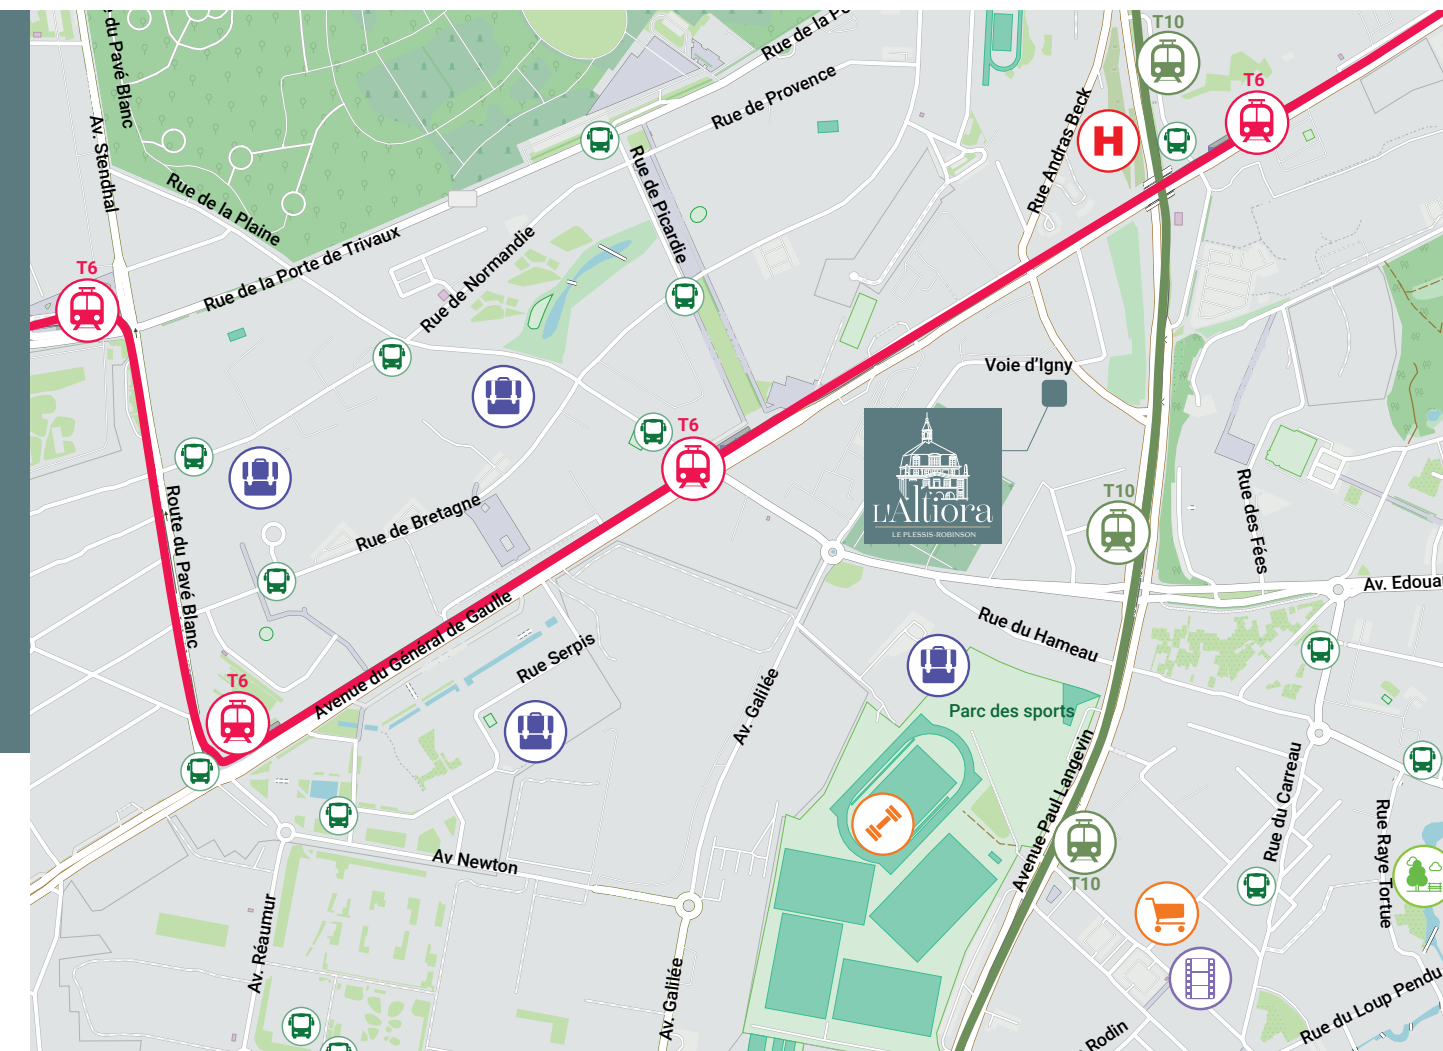 du Pavé Blanc
Av. Stendhal
Rue de la Plaine
Rue de la Porte de Trivaux
Rue de Normandie
Rue de Picardie
Rue de Provence
Rue de la
T10
T6
H
Rue Andras Beck
T6
Voie d'Igny
T6
L'Altiora
LE PLESSIS-ROBINSON
T10
Rue des Fées
Av. Edoua
Route du Pavé Blanc
Rue de Bretagne
Avenue du Général de Gaulle
Rue Serpis
Rue du Hameau
T6
Av. Galilée
Parc des sports
Avenue Paul Langevin
Rue du Carreau
Rue Raye Tortue
Av Newton
T10
Av. Réaumur
Av. Galilée
Rodin
Rue du Loup Pendu